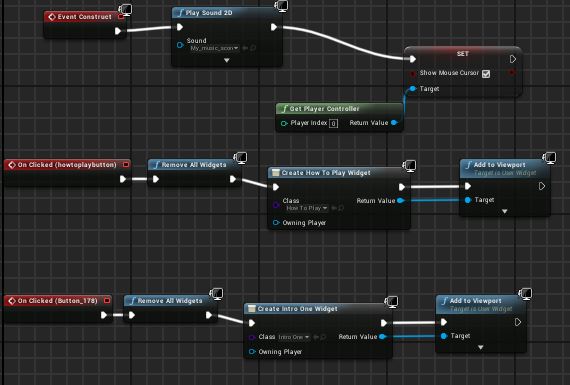 Event Construct
Play Sound 2D
Sound
My_music_scon
SET
Show Mouse Cursor
Target
Get Player Controller
Player Index 0
Return Value
On Clicked (howtoplaybutton)
Remove All Widgets
Create How To Play Widget
Class
How To Play
Return Value
Owning Player
Add to Viewport
Target is User Widget
Target
On Clicked (Button_178)
Remove All Widgets
Create Intro One Widget
Class Intro One
Return Value
Owning Player
Add to Viewport
Target is User Widget
Target